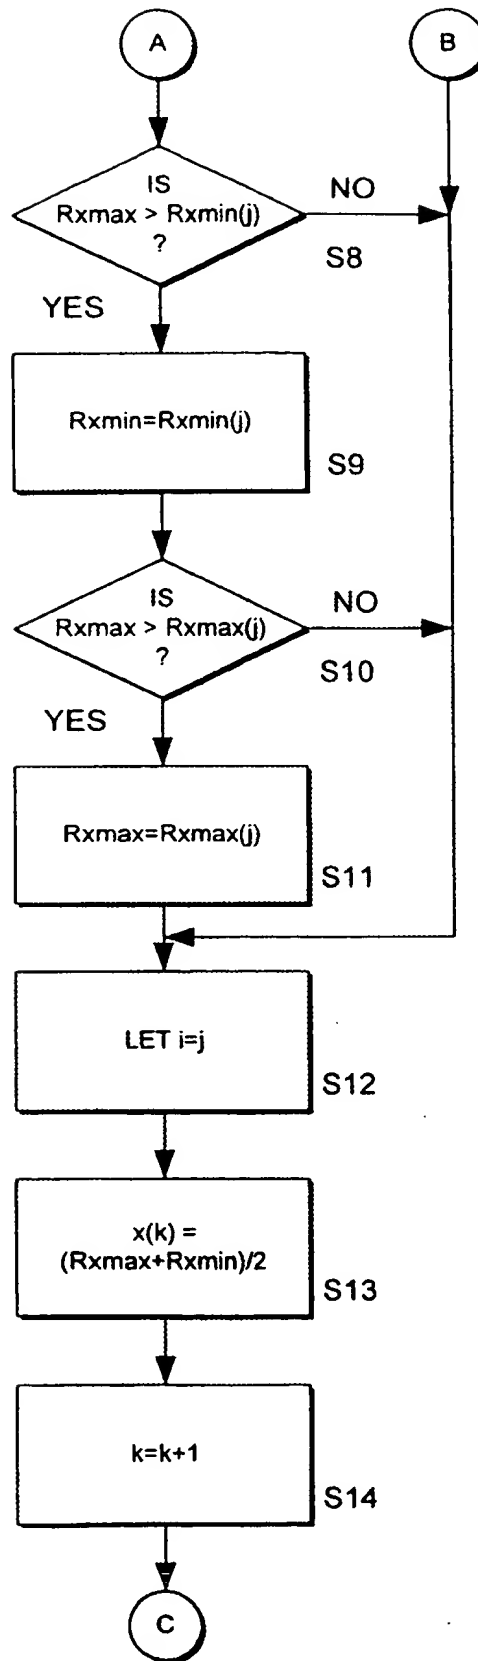 A
B
IS
Rxmax > Rxmin(j)
?
NO
S8
YES
Rxmin=Rxmin(j)
S9
IS
Rxmax > Rxmax(j)
?
NO
S10
YES
Rxmax=Rxmax(j)
S11
LET i=j
S12
x(k) =
(Rxmax+Rxmin)/2
S13
k=k+1
S14
C